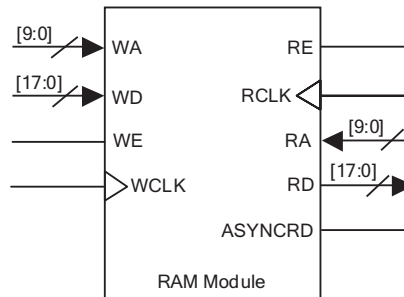 [9:0]
WA
RE
[17:0]
WD
RCLK
[9:0]
WE
RA
[17:0]
WCLK
RD
ASYNCRD
RAM Module